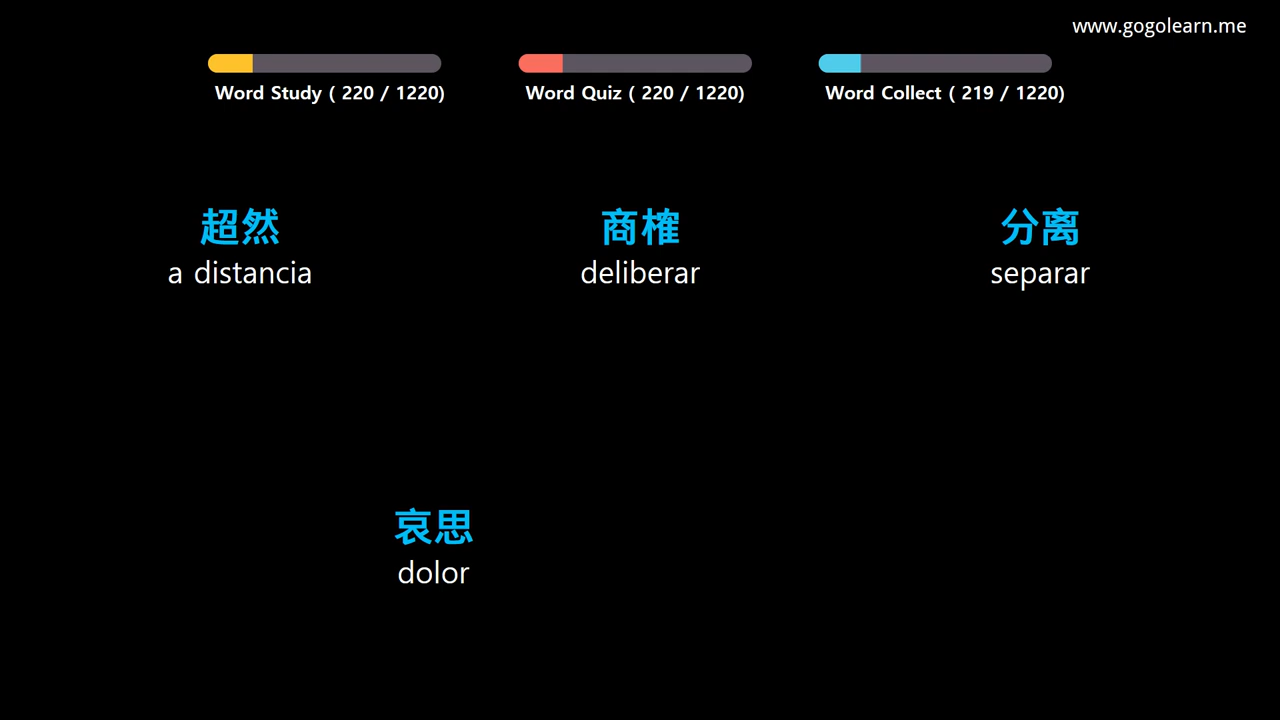 www.gogolearn.me
Word Study ( 220 / 1220)
Word Quiz ( 220 / 1220)
Word Collect ( 219 / 1220)
超然
a distancia
商榷
deliberar
分离
separar
哀思
dolor